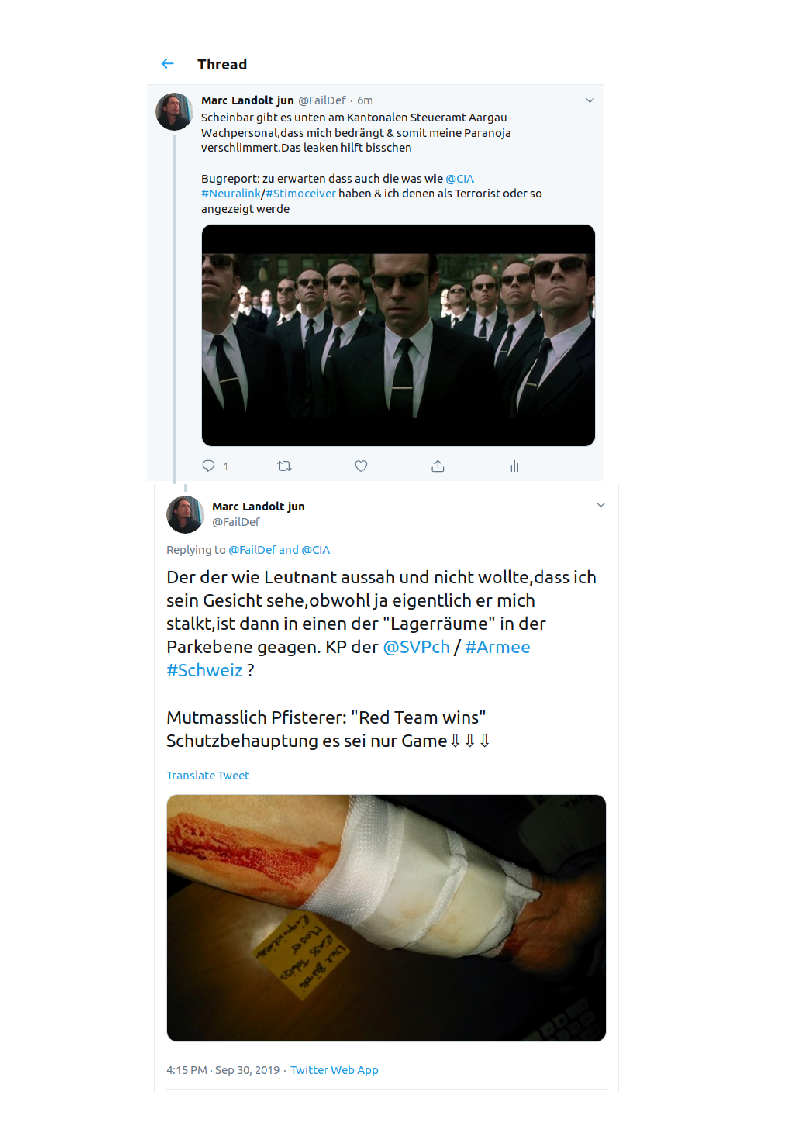 Thread
Marc Landolt jun @FailDef · 6m
Scheinbar gibt es unten am Kantonalen Steueramt Aargau
Wachpersonal,dass mich bedrängt & somit meine Paranoja
verschlimmert.Das leaken hilft bisschen
Bugreport: zu erwarten dass auch die was wie @CIA
#Neuralink/#Stimoceiver haben & ich denen als Terrorist oder so
angezeigt werde
1
Marc Landolt jun
@FailDef
Replying to @FailDef and @CIA
Der der wie Leutnant aussah und nicht wollte,dass ich
sein Gesicht sehe,obwohl ja eigentlich er mich
stalkt,ist dann in einen der "Lagerräume" in der
Parkebene geagen. KP der @SVPch / #Armee
#Schweiz ?
Mutmasslich Pfisterer: "Red Team wins"
Schutzbehauptung es sei nur Game⇩⇩⇩
Translate Tweet
4:15 PM · Sep 30, 2019 · Twitter Web App